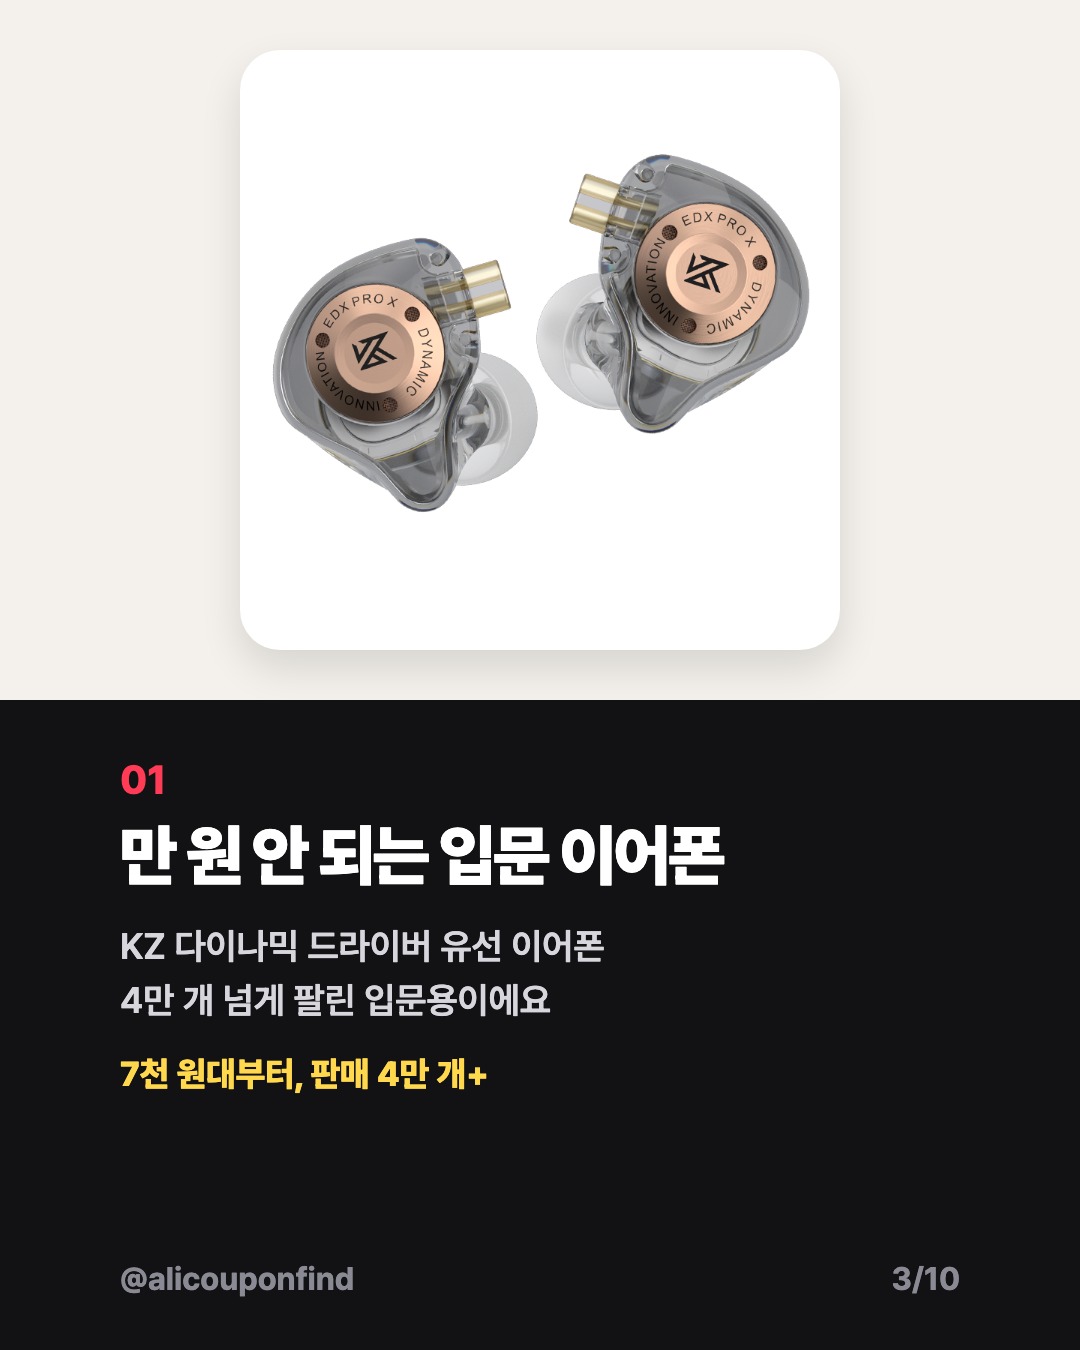 EDX PRO X
DYNAMIC
INNOVATION
EDX PRO X
DYNAMIC
INNOVATION
01
만 원 안 되는 입문 이어폰
KZ 다이나믹 드라이버 유선 이어폰
4만 개 넘게 팔린 입문용이에요
7천 원대부터, 판매 4만 개+
@alicouponfind
3/10